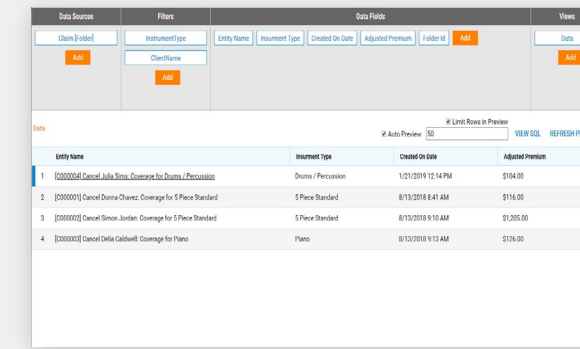 Data Sources Filters Data Fields Views
Claim [Folder] InstrumentType Entity Name Insurment Type Created On Date Adjusted Premium Folder Id Add Data
Add ClientName Add
Add
Limit Rows in Preview
Data Auto Preview 50 VIEW SQL REFRESH
Entity Name Insurment Type Created On Date Adjusted Premium
1 [C000004] Cancel Julia Sims: Coverage for Drums / Percussion Drums / Percussion 1/21/2019 12:14 PM $104.00
2 [C000001] Cancel Donna Chavez: Coverage for 5 Piece Standard 5 Piece Standard 8/13/2018 8:41 AM $116.00
3 [C000002] Cancel Simon Jordan: Coverage for 5 Piece Standard 5 Piece Standard 8/13/2018 9:10 AM $1,205.00
4 [C000003] Cancel Delia Caldwell: Coverage for Piano Piano 8/13/2018 9:13 AM $126.00